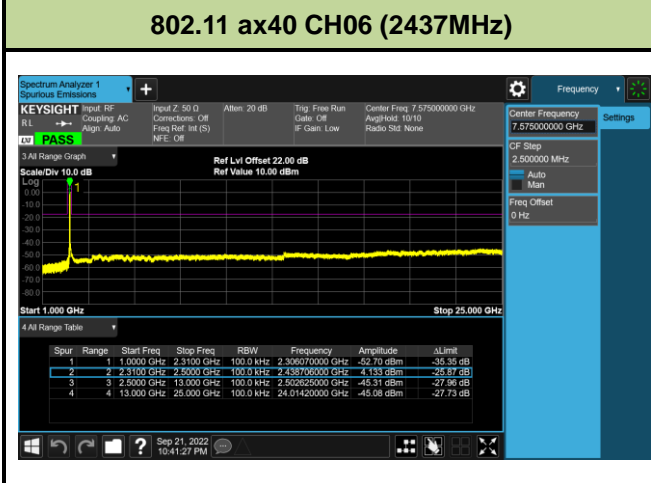 802.11 ax40 CH06 (2437MHz)
Spectrum Analyzer 1
Spurious Emissions
Frequency
KEYSIGHT
RL
PASS
Input: RF
Coupling: AC
Align: Auto
Input Z: 50 Ω
Corrections: Off
Freq Ref: Int (S)
NFE: Off
Atten: 20 dB
Trig: Free Run
Gate: Off
IF Gain: Low
Center Freq: 7.575000000 GHz
Avg|Hold: 10/10
Radio Std: None
Center Frequency
7.575000000 GHz
Settings
CF Step
2.500000 MHz
Auto
Man
Freq Offset
0 Hz
3 All Range Graph
Scale/Div 10.0 dB
Ref Lvl Offset 22.00 dB
Ref Value 10.00 dBm
Log
1
0.00
-10.0
-20.0
-30.0
-40.0
-50.0
-60.0
-70.0
-80.0
Start 1.000 GHz Stop 25.000 GHz
4 All Range Table
Spur Range Start Freq Stop Freq RBW Frequency Amplitude ΔLimit
1 1 1.0000 GHz 2.3100 GHz 100.0 kHz 2.306070000 GHz -52.70 dBm -35.35 dB
2 2 2.3100 GHz 2.5000 GHz 100.0 kHz 2.438706000 GHz 4.133 dBm -25.87 dB
3 3 2.5000 GHz 13.000 GHz 100.0 kHz 2.502625000 GHz -45.31 dBm -27.96 dB
4 4 13.000 GHz 25.000 GHz 100.0 kHz 24.01420000 GHz -45.08 dBm -27.73 dB
Sep 21, 2022
10:41:27 PM